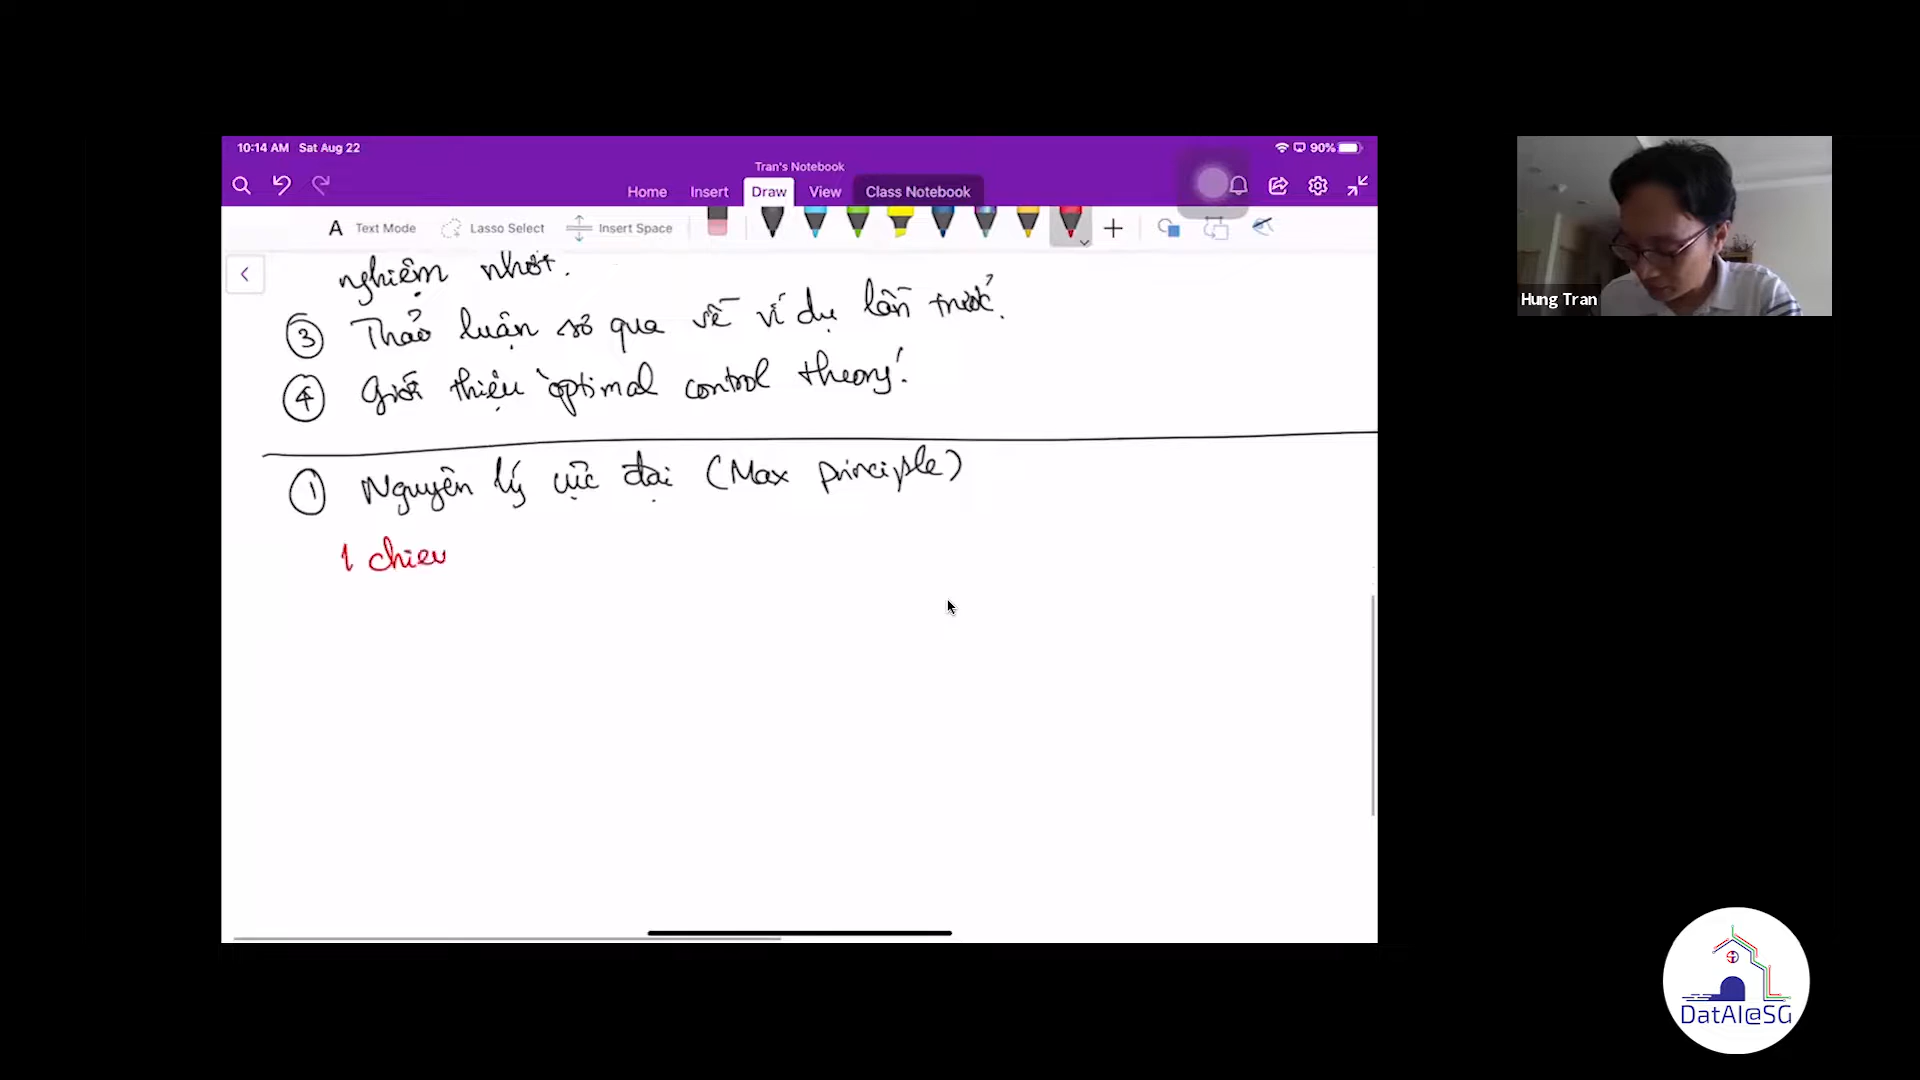 10:14 AM Sat Aug 22
90%
Tran's Notebook
Home Insert Draw View Class Notebook
A Text Mode Lasso Select Insert Space
nghiệm nhớt.
③ Thảo luận sơ qua về ví dụ lần trước.
④ Giới thiệu optimal control theory.
① Nguyên lý cực đại (Max principle)
1 chieu
Hung Tran
DatAI@SG